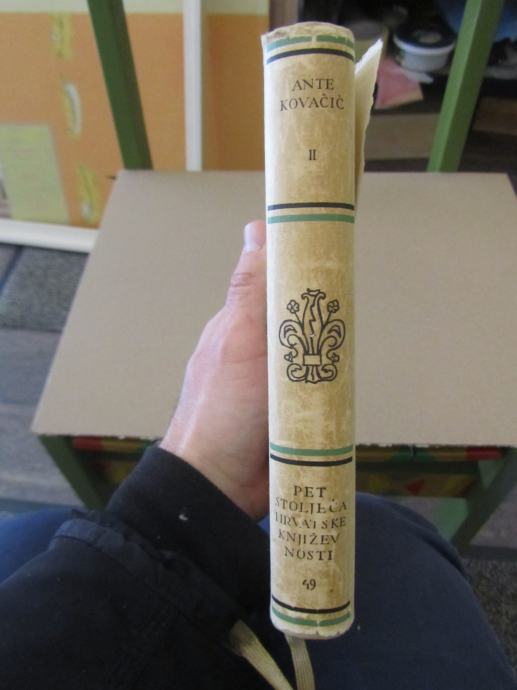 ANTE
KOVAČIĆ
II
PET
STOLJEĆA
HRVATSKE
KNJIŽEV
NOSTI
49